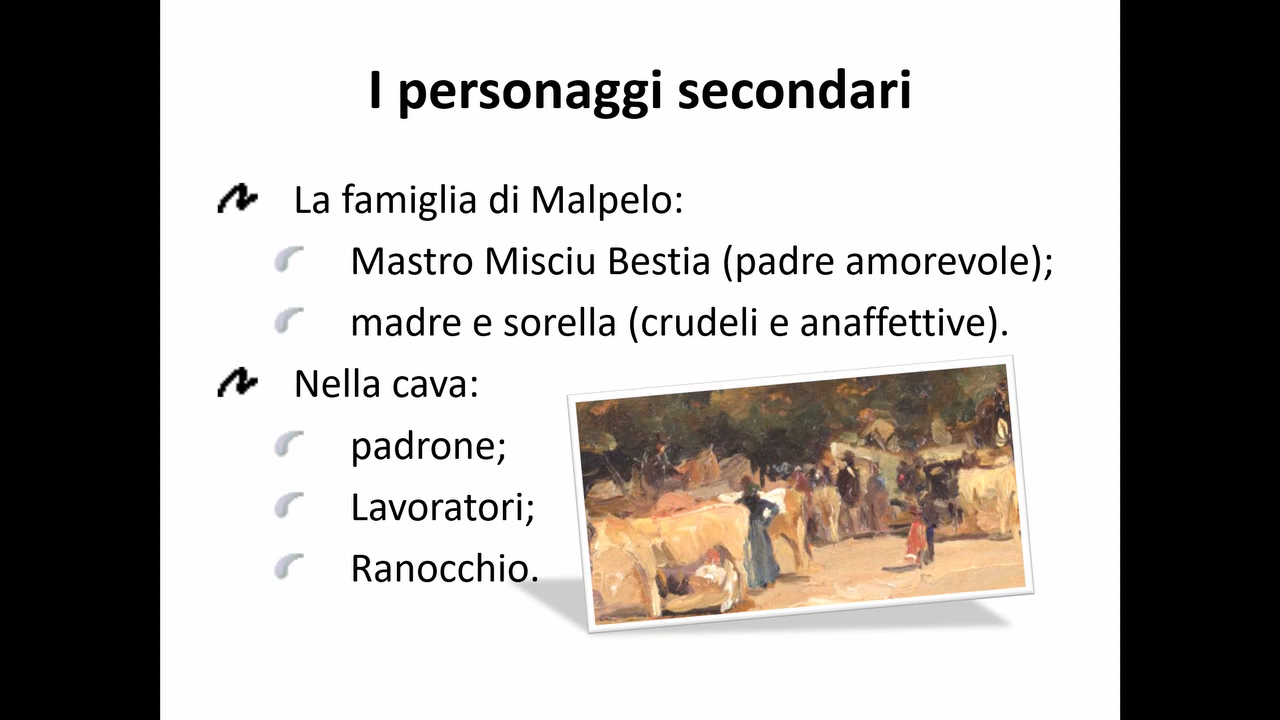 I personaggi secondari
La famiglia di Malpelo:
Mastro Misciu Bestia (padre amorevole);
madre e sorella (crudeli e anaffettive).
Nella cava:
padrone;
Lavoratori;
Ranocchio.